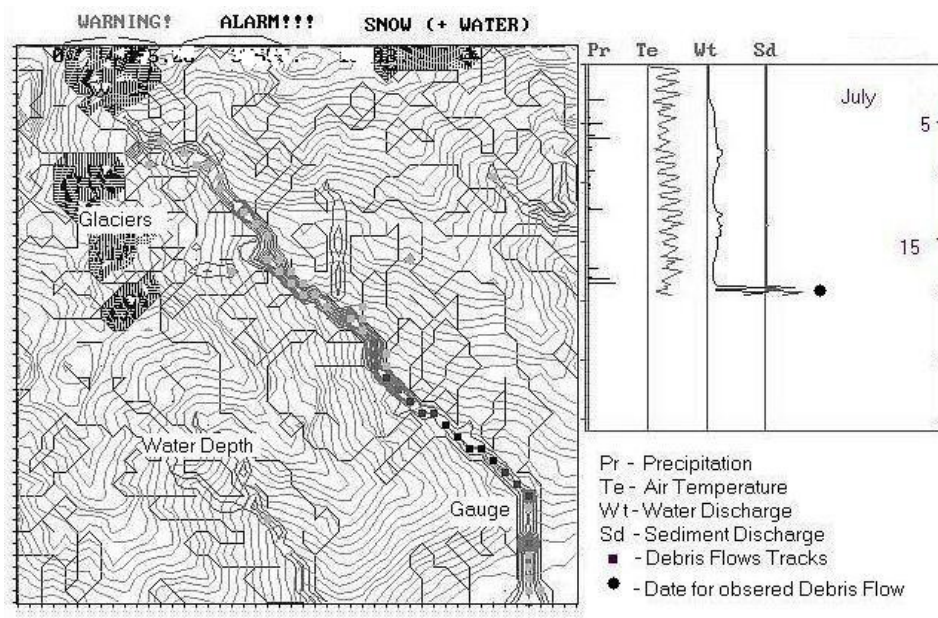 WARNING! ALARM!!! SNOW (+ WATER)
Pr Te Wt Sd
July
5
15
Glaciers
Water Depth
Gauge
Pr - Precipitation
Te - Air Temperature
Wt - Water Discharge
Sd - Sediment Discharge
- Debris Flows Tracks
- Date for obsered Debris Flow